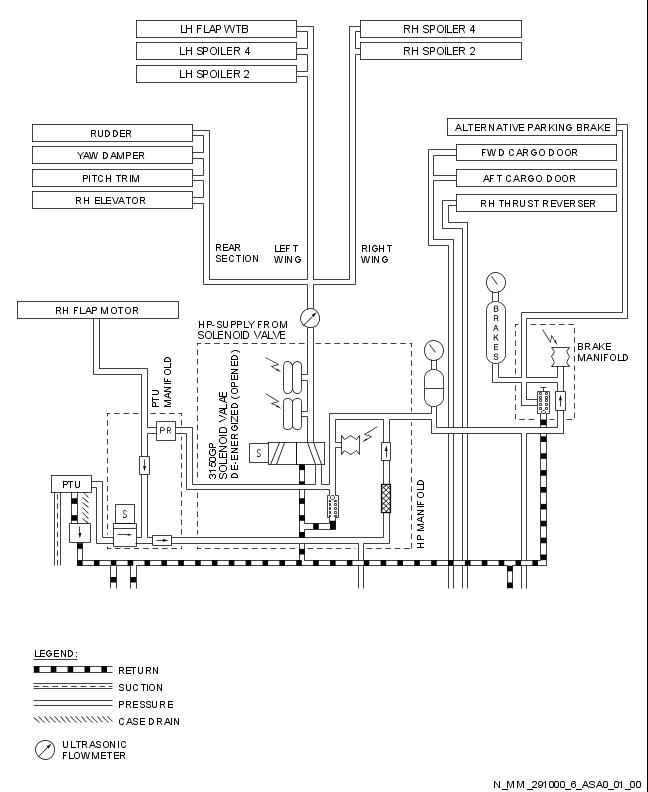 LH FLAP/WTB
RH SPOILER 4
LH SPOILER 4
RH SPOILER 2
LH SPOILER 2
ALTERNATIVE PARKING BRAKE
RUDDER
FWD CARGO DOOR
YAW DAMPER
AFT CARGO DOOR
PITCH TRIM
RH THRUST REVERSER
RH ELEVATOR
REAR
SECTION
LEFT
WING
RIGHT
WING
RH FLAP MOTOR
HP-SUPPLY FROM
SOLENOID VALVE
BRAKES
BRAKE
MANIFOLD
PTU
MANIFOLD
3150GP
SOLENOID VALAE
DE-ENERGIZED (OPENED)
PR
S
PTU
S
HP MANIFOLD
LEGEND:
RETURN
SUCTION
PRESSURE
CASE DRAIN
ULTRASONIC
FLOWMETER
N_MM_291000_6_ASA0_01_00